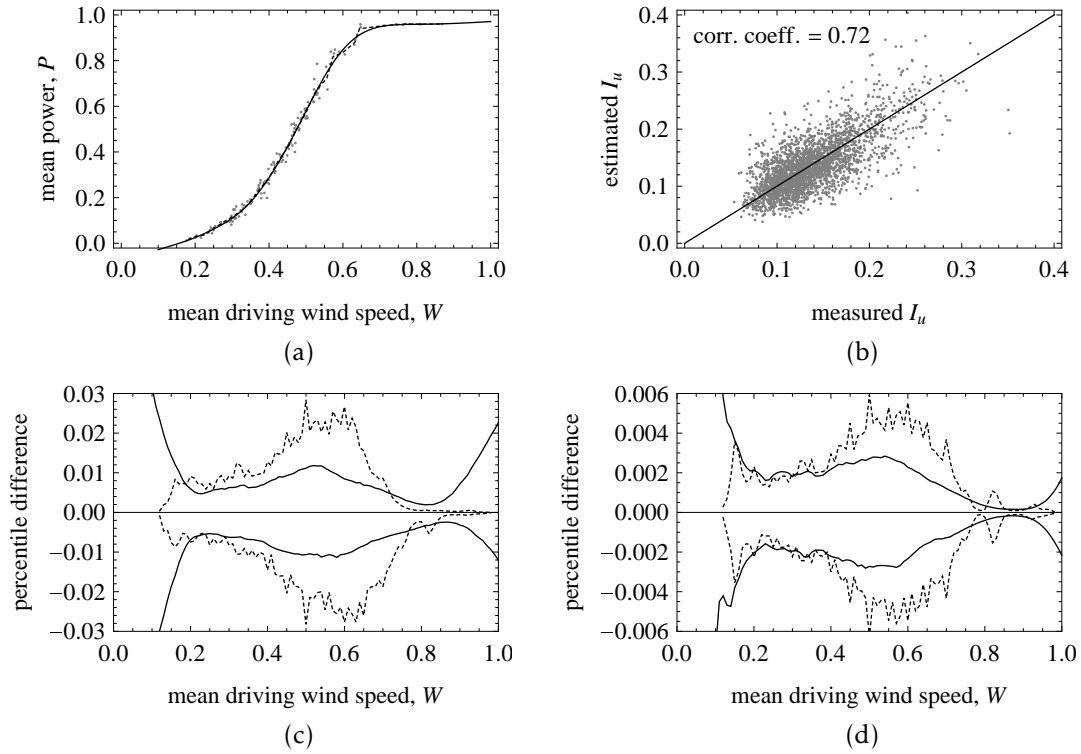 1.0
0.8
0.6
0.4
0.2
0.0
mean power, P
0.0 0.2 0.4 0.6 0.8 1.0
mean driving wind speed, W
(a)
corr. coeff. = 0.72
0.4
0.3
0.2
0.1
0.0
estimated I_u
0.0 0.1 0.2 0.3 0.4
measured I_u
(b)
0.03
0.02
0.01
0.00
−0.01
−0.02
−0.03
percentile difference
0.0 0.2 0.4 0.6 0.8 1.0
mean driving wind speed, W
(c)
0.006
0.004
0.002
0.000
−0.002
−0.004
−0.006
percentile difference
0.0 0.2 0.4 0.6 0.8 1.0
mean driving wind speed, W
(d)